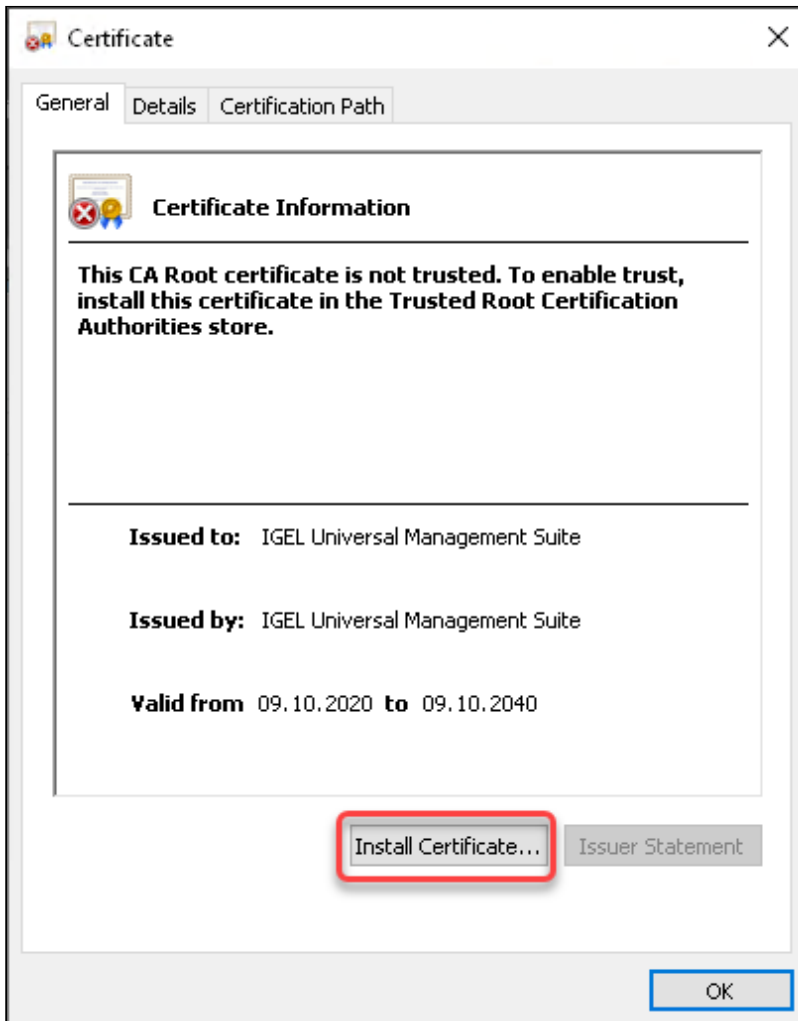 Certificate
General Details Certification Path
Certificate Information
This CA Root certificate is not trusted. To enable trust,
install this certificate in the Trusted Root Certification
Authorities store.
Issued to: IGEL Universal Management Suite
Issued by: IGEL Universal Management Suite
Valid from 09.10.2020 to 09.10.2040
Install Certificate... Issuer Statement
OK